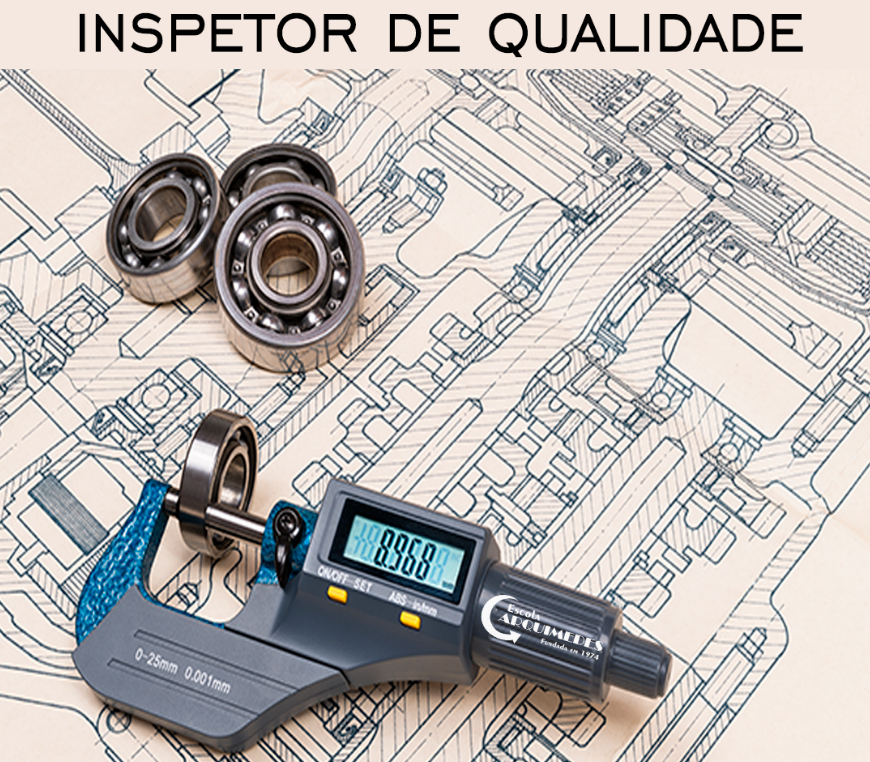 INSPETOR DE QUALIDADE
8.968
ON/OFF SET
ABS in/mm
0-25mm 0.001mm
Escola
ARQUIMEDES
Fundada em 1974